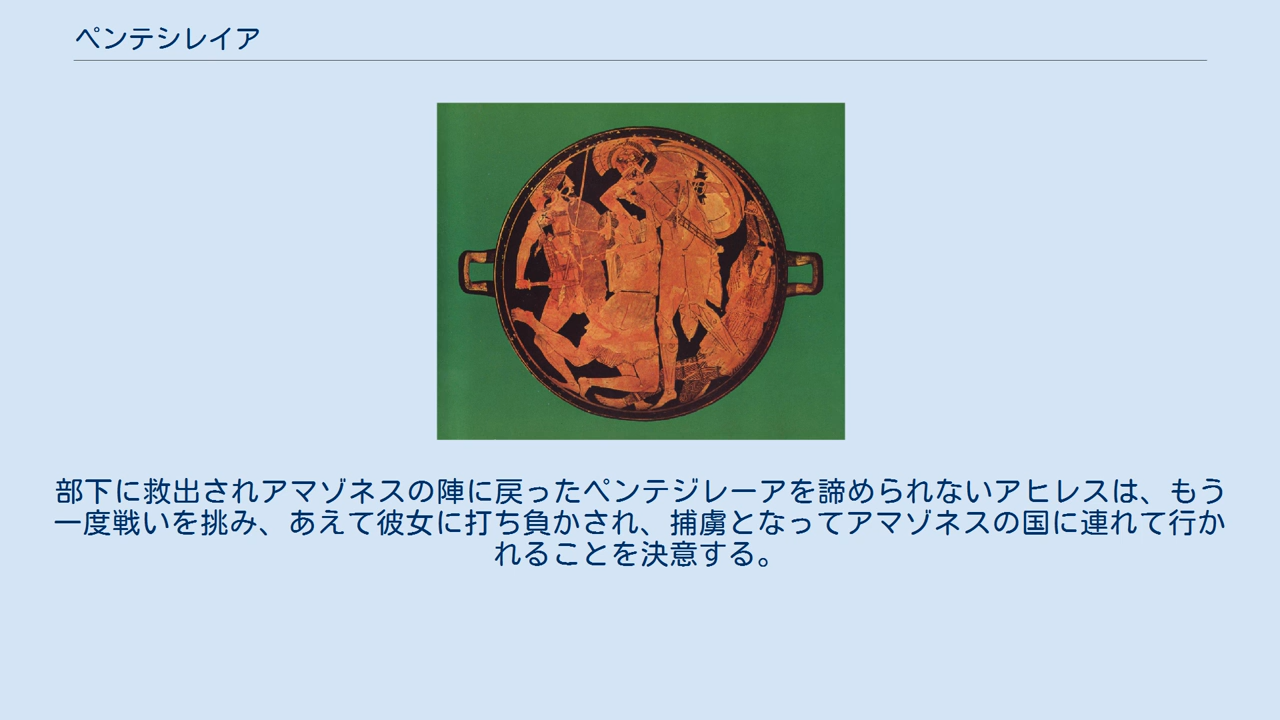 ペンテシレイア
部下に救出されアマゾネスの陣に戻ったペンテジレーアを諦められないアヒレスは、もう
一度戦いを挑み、あえて彼女に打ち負かされ、捕虜となってアマゾネスの国に連れて行か
れることを決意する。